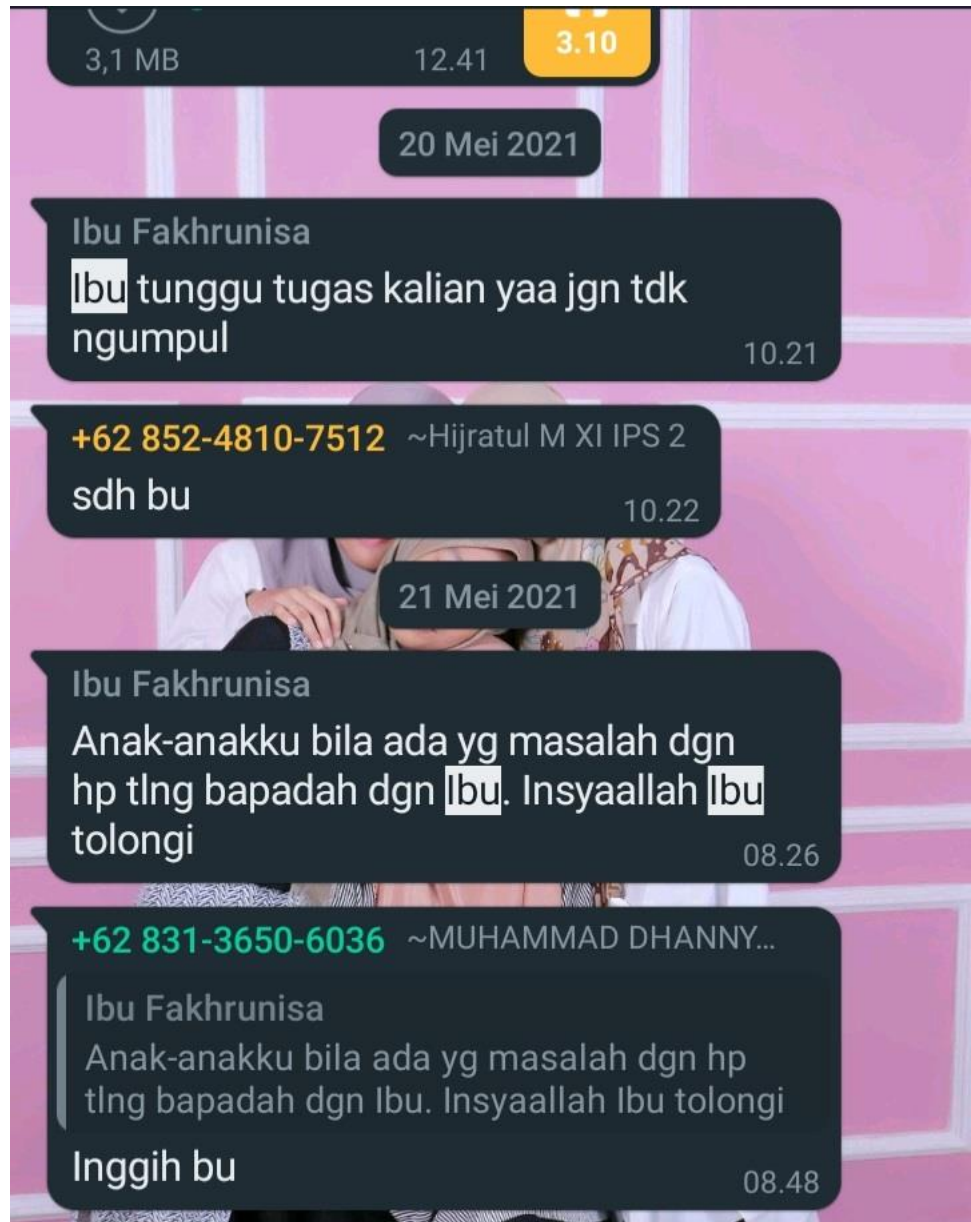 3,1 MB 12.41 3.10
20 Mei 2021
Ibu Fakhrunisa
Ibu tunggu tugas kalian yaa jgn tdk
ngumpul 10.21
+62 852-4810-7512 ~Hijratul M XI IPS 2
sdh bu 10.22
21 Mei 2021
Ibu Fakhrunisa
Anak-anakku bila ada yg masalah dgn
hp tlng bapadah dgn Ibu. Insyaallah Ibu
tolongi 08.26
+62 831-3650-6036 ~MUHAMMAD DHANNY...
Ibu Fakhrunisa
Anak-anakku bila ada yg masalah dgn hp
tlng bapadah dgn Ibu. Insyaallah Ibu tolongi
Inggih bu 08.48